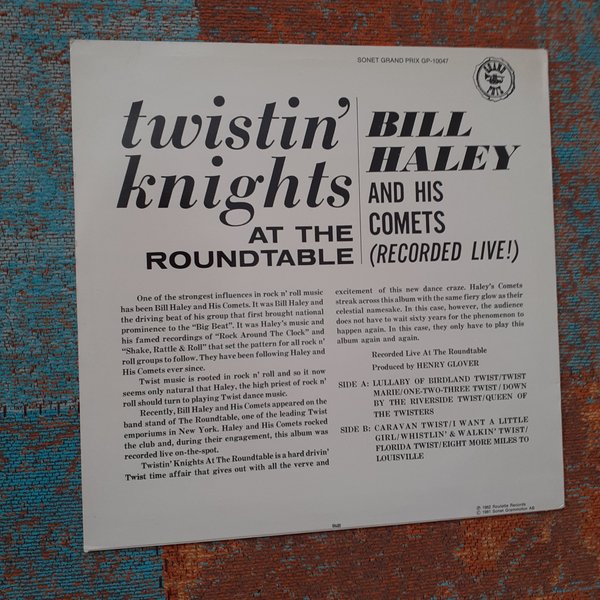 SONET GRAND PRIX GP-10047
GRAND
PRIX
twistin'
knights
AT THE
ROUNDTABLE
BILL
HALEY
AND HIS
COMETS
(RECORDED LIVE!)
One of the strongest influences in rock n' roll music
has been Bill Haley and His Comets. It was Bill Haley and
the driving beat of his group that first brought national
prominence to the "Big Beat". It was Haley's music and
his famed recordings of "Rock Around The Clock" and
"Shake, Rattle & Roll" that set the pattern for all rock n'
roll groups to follow. They have been following Haley and
His Comets ever since.
Twist music is rooted in rock n' roll and so it now
seems only natural that Haley, the high priest of rock n'
roll should turn to playing Twist dance music.
Recently, Bill Haley and His Comets appeared on the
band stand of The Roundtable, one of the leading Twist
emporiums in New York. Haley and His Comets rocked
the club and, during their engagement, this album was
recorded live on-the-spot.
Twistin' Knights At The Roundtable is a hard drivin'
Twist time affair that gives out with all the verve and
excitement of this new dance craze. Haley's Comets
streak across this album with the same fiery glow as their
celestial namesake. In this case, however, the audience
does not have to wait sixty years for the phenomenon to
happen again. In this case, they only have to play this
album again and again.
Recorded Live At The Roundtable
Produced by HENRY GLOVER
SIDE A: LULLABY OF BIRDLAND TWIST/TWIST
MARIE/ONE-TWO-THREE TWIST/DOWN
BY THE RIVERSIDE TWIST/QUEEN OF
THE TWISTERS
SIDE B: CARAVAN TWIST/I WANT A LITTLE
GIRL/WHISTLIN' & WALKIN' TWIST/
FLORIDA TWIST/EIGHT MORE MILES TO
LOUISVILLE
℗ 1962 Roulette Records
© 1981 Sonet Grammofon AB